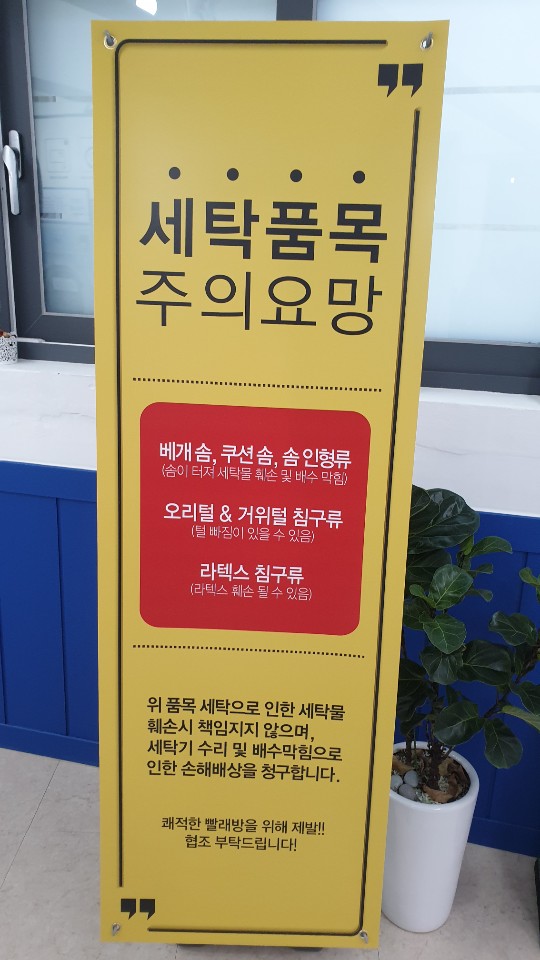 세탁품목
주의요망
베개 솜, 쿠션 솜, 솜 인형류
(솜이 터져 세탁물 훼손 및 배수 막힘)
오리털 & 거위털 침구류
(털 빠짐이 있을 수 있음)
라텍스 침구류
(라텍스 훼손 될 수 있음)
위 품목 세탁으로 인한 세탁물
훼손시 책임지지 않으며,
세탁기 수리 및 배수막힘으로
인한 손해배상을 청구합니다.
쾌적한 빨래방을 위해 제발!!
협조 부탁드립니다!